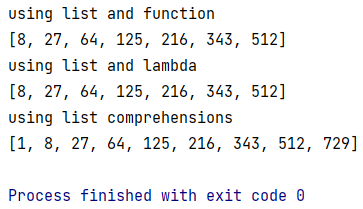 using list and function
[8, 27, 64, 125, 216, 343, 512]
using list and lambda
[8, 27, 64, 125, 216, 343, 512]
using list comprehensions
[1, 8, 27, 64, 125, 216, 343, 512, 729]
Process finished with exit code 0